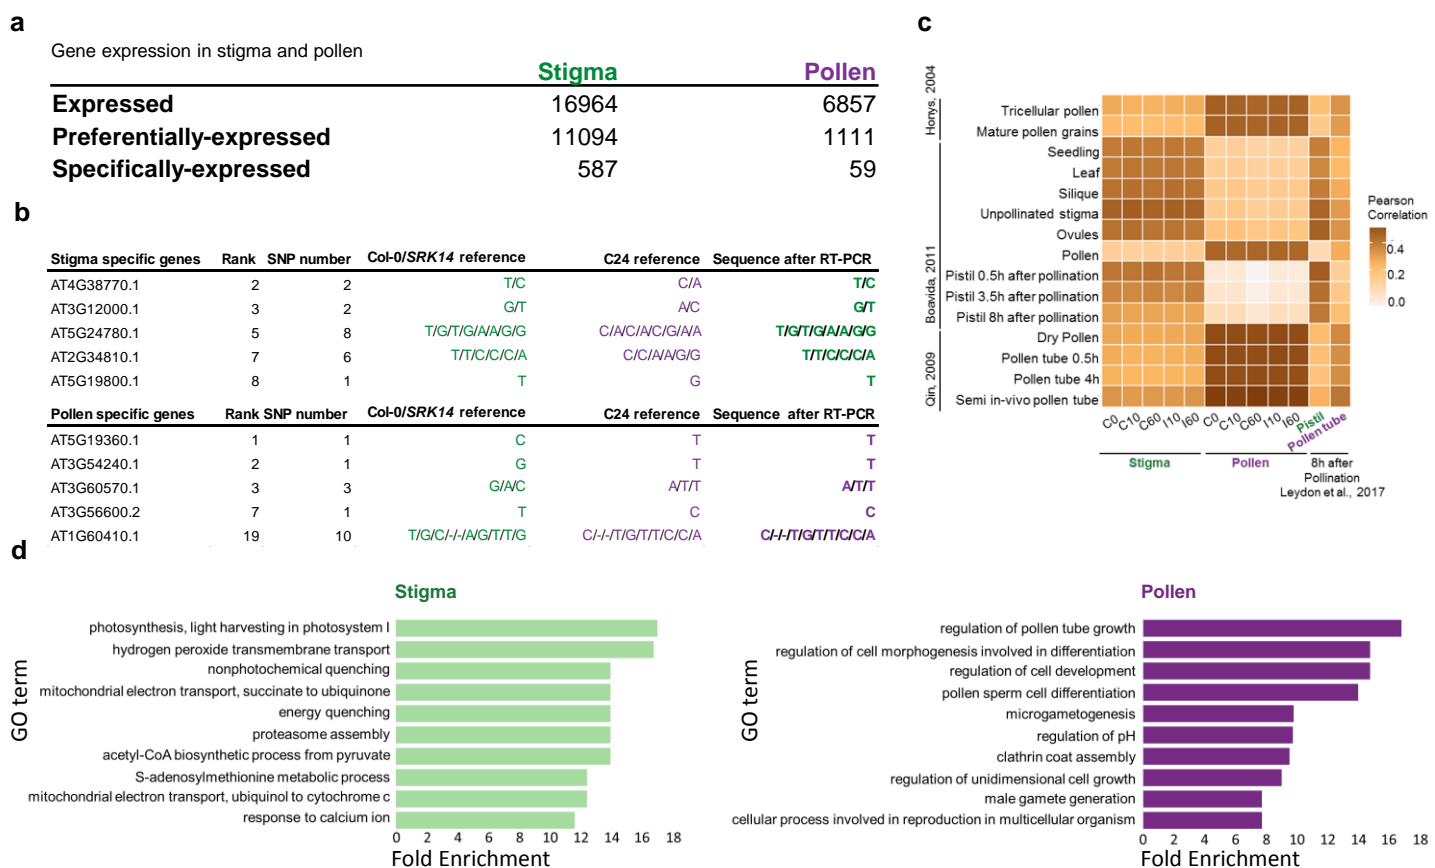 a
Gene expression in stigma and pollen
Stigma Pollen
Expressed 16964 6857
Preferentially-expressed 11094 1111
Specifically-expressed 587 59
b
Stigma specific genes Rank SNP number Col-0/SRK14 reference C24 reference Sequence after RT-PCR
AT4G38770.1 2 2 T/C C/A T/C
AT3G12000.1 3 2 G/T A/C G/T
AT5G24780.1 5 8 T/G/T/G/A/A/G/G C/A/C/A/C/G/A/A T/G/T/G/A/A/G/G
AT2G34810.1 7 6 T/T/C/C/C/A C/C/A/A/G/G T/T/C/C/C/A
AT5G19800.1 8 1 T G T
Pollen specific genes Rank SNP number Col-0/SRK14 reference C24 reference Sequence after RT-PCR
AT5G19360.1 1 1 C T T
AT3G54240.1 2 1 G T T
AT3G60570.1 3 3 G/A/C A/T/T A/T/T
AT3G56600.2 7 1 T C C
AT1G60410.1 19 10 T/G/C/-/-/A/G/T/T/G C/-/-/T/G/T/T/C/C/A C/-/-/T/G/T/T/C/C/A
c
Honys, 2004
Tricellular pollen
Mature pollen grains
Boavida, 2011
Seedling
Leaf
Silique
Unpollinated stigma
Ovules
Pollen
Pistil 0.5h after pollination
Pistil 3.5h after pollination
Pistil 8h after pollination
Qin, 2009
Dry Pollen
Pollen tube 0.5h
Pollen tube 4h
Semi in-vivo pollen tube
C0 C10 C60 I10 I60 C0 C10 C60 I10 I60 Pistil Pollen tube
Stigma Pollen 8h after
Pollination
Leydon et al., 2017
Pearson
Correlation
0.4
0.2
0.0
d
Stigma
GO term
photosynthesis, light harvesting in photosystem I
hydrogen peroxide transmembrane transport
nonphotochemical quenching
mitochondrial electron transport, succinate to ubiquinone
energy quenching
proteasome assembly
acetyl-CoA biosynthetic process from pyruvate
S-adenosylmethionine metabolic process
mitochondrial electron transport, ubiquinol to cytochrome c
response to calcium ion
0 2 4 6 8 10 12 14 16 18
Fold Enrichment
Pollen
GO term
regulation of pollen tube growth
regulation of cell morphogenesis involved in differentiation
regulation of cell development
pollen sperm cell differentiation
microgametogenesis
regulation of pH
clathrin coat assembly
regulation of unidimensional cell growth
male gamete generation
cellular process involved in reproduction in multicellular organism
0 2 4 6 8 10 12 14 16 18
Fold Enrichment